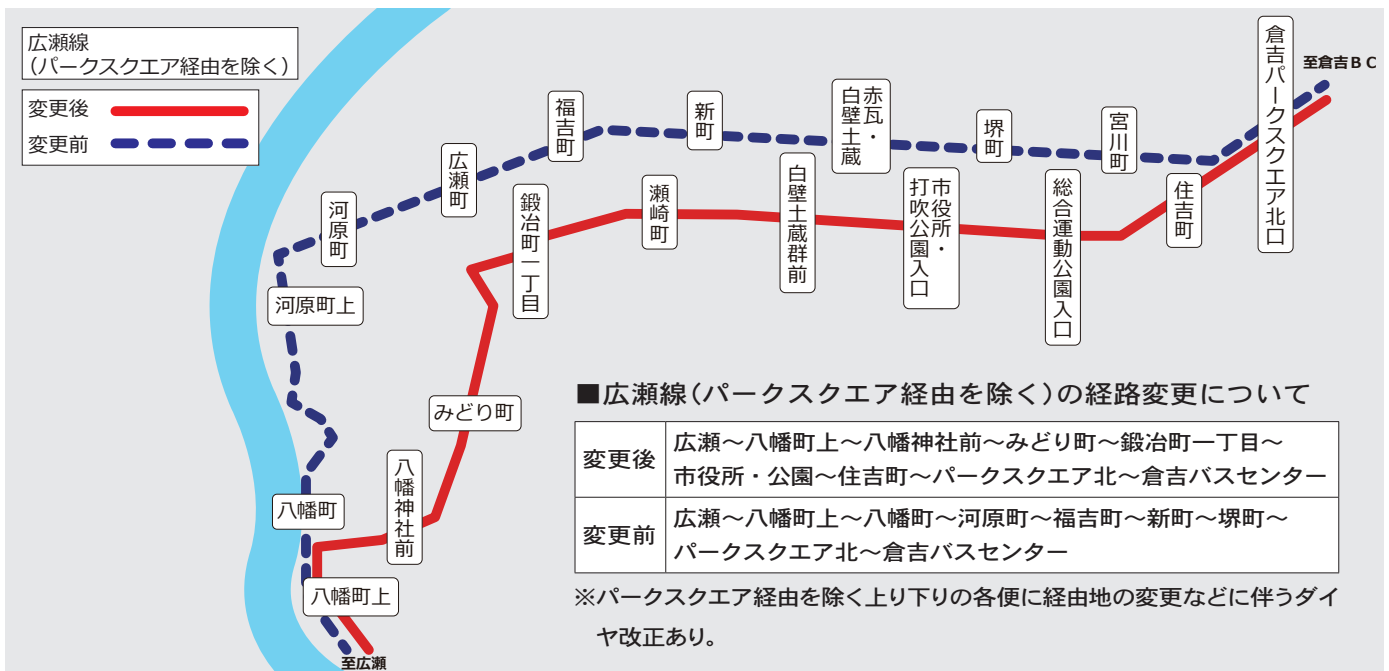 広瀬線
(パークスクエア経由を除く)
変更後
変更前
至倉吉BC
倉吉パークスクエア北口
宮川町
堺町
赤瓦・
白壁土蔵
新町
福吉町
広瀬町
河原町
河原町上
八幡町
住吉町
総合運動公園入口
市役所・
打吹公園入口
白壁土蔵群前
瀬崎町
鍛冶町一丁目
みどり町
八幡神社前
八幡町上
至広瀬
■広瀬線(パークスクエア経由を除く)の経路変更について
変更後
広瀬～八幡町上～八幡神社前～みどり町～鍛冶町一丁目～
市役所・公園～住吉町～パークスクエア北～倉吉バスセンター
変更前
広瀬～八幡町上～八幡町～河原町～福吉町～新町～堺町～
パークスクエア北～倉吉バスセンター
※パークスクエア経由を除く上り下りの各便に経由地の変更などに伴うダイ
ヤ改正あり。